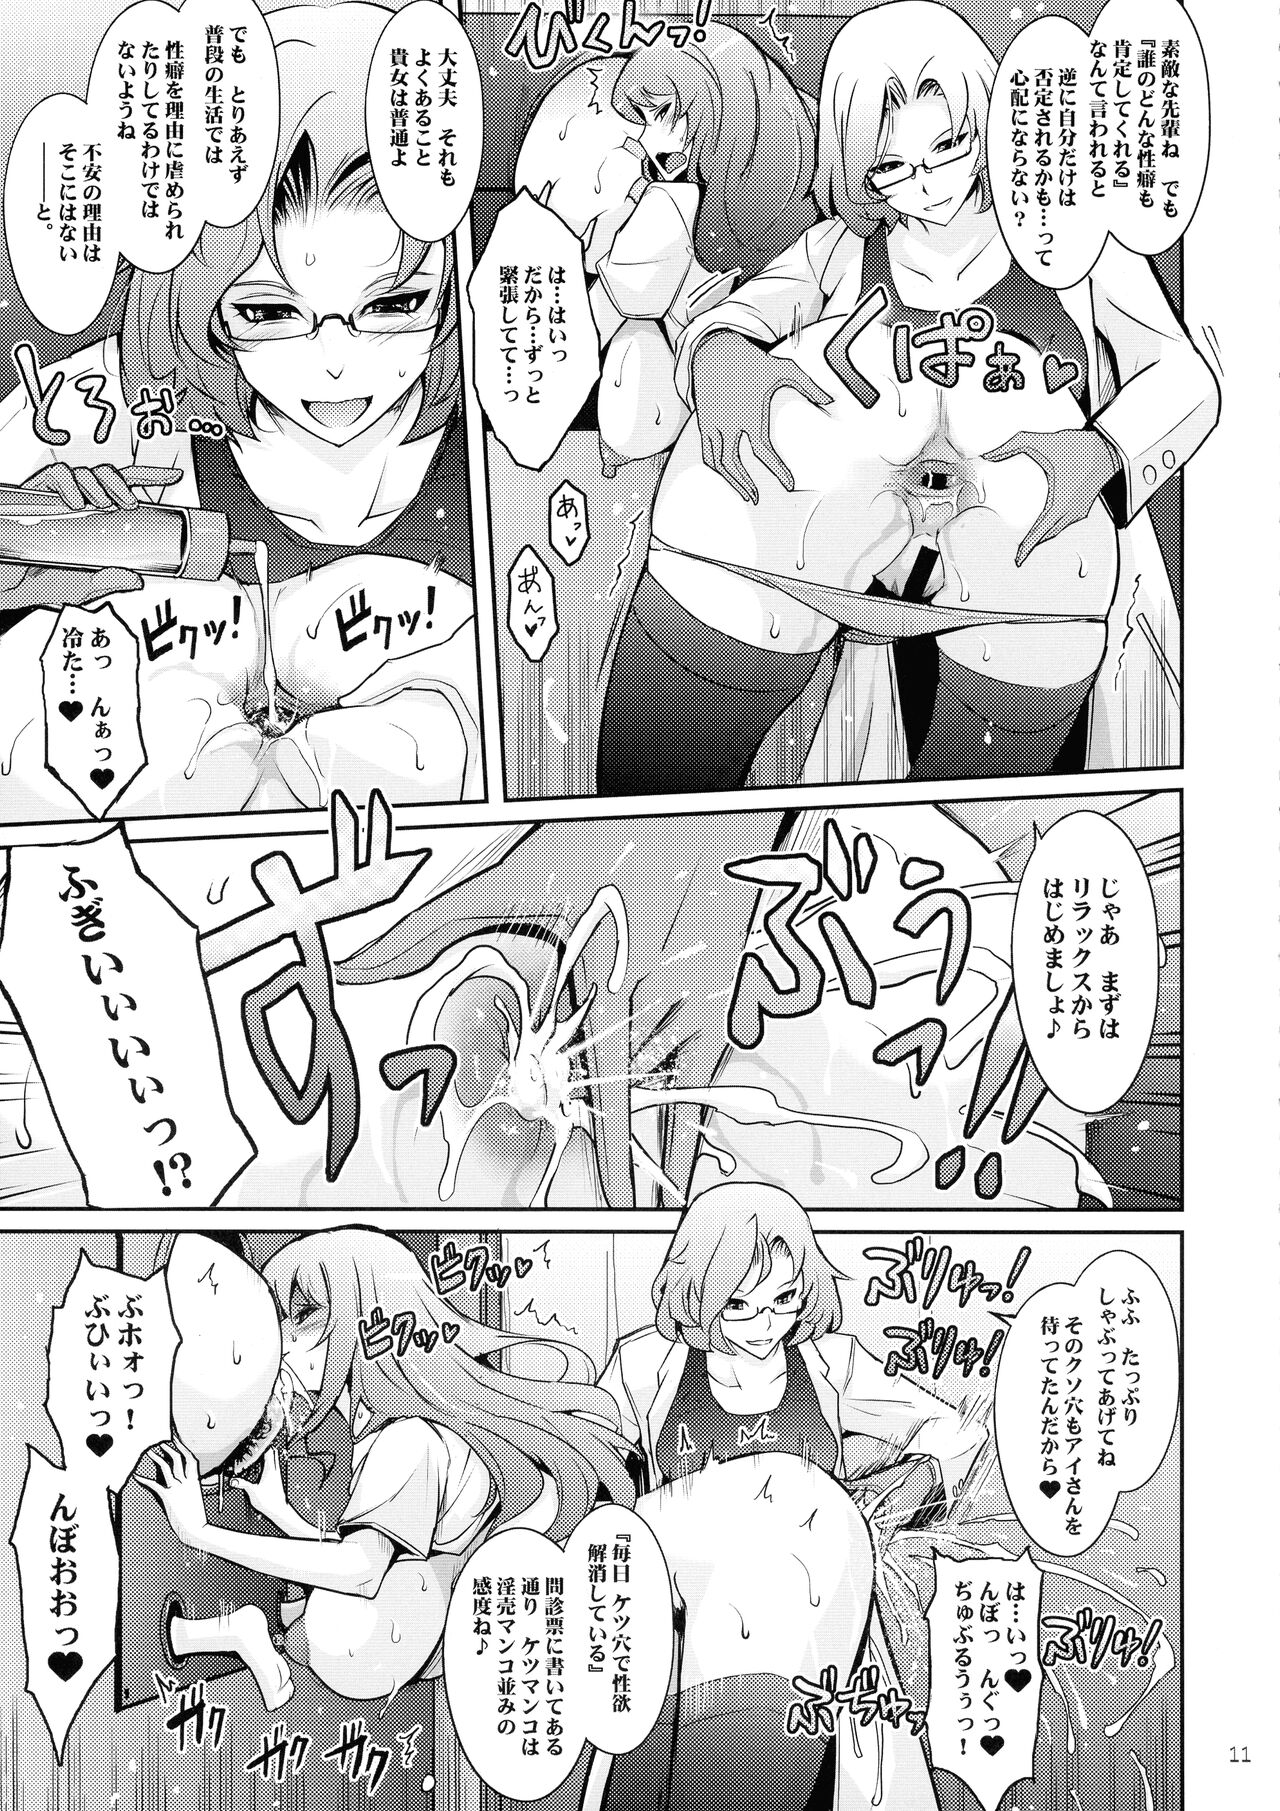 素敵な先輩ね でも
『誰のどんな性癖も
肯定してくれる』
なんて言われると
逆に自分だけは
否定されるかも…って
心配にならない?
びくんっ!
くぱぁ♥
は…はいっ
だから…ずっと
緊張してて…っ
あっ♥
あんっ♥
大丈夫 それも
よくあること
貴女は普通よ
でも とりあえず
普段の生活では
性癖を理由に虐められ
たりしてるわけでは
ないようね
不安の理由は
そこにはない
――と。
とろぉ…
ビクッ!
ビクッ!
あっ んぁっ♥
冷た…♥
じゃあ まずは
リラックスから
はじめましょ♪
ぶうっ!!
ずっ
ふぎいいいいっ!?
ふふ たっぷり
しゃぶってあげてね
そのクソ穴もアイさんを
待ってたんだから♥
ぶりゅっ!
ぶりゅっ!
は…いっ♥
んぼっ んぐっ♥
ぢゅぶるうぅっ!
ぶりゅっ!
ぶぢゅっ
『毎日 ケツ穴で性欲
解消している』
問診票に書いてある
通り ケツマンコは
淫売マンコ並みの
感度ね♪
ビクッ♥
ビクッ♥
ぶホォっ!
ぶひいいっ♥
んぼおおっ♥
ガクガクガク
11